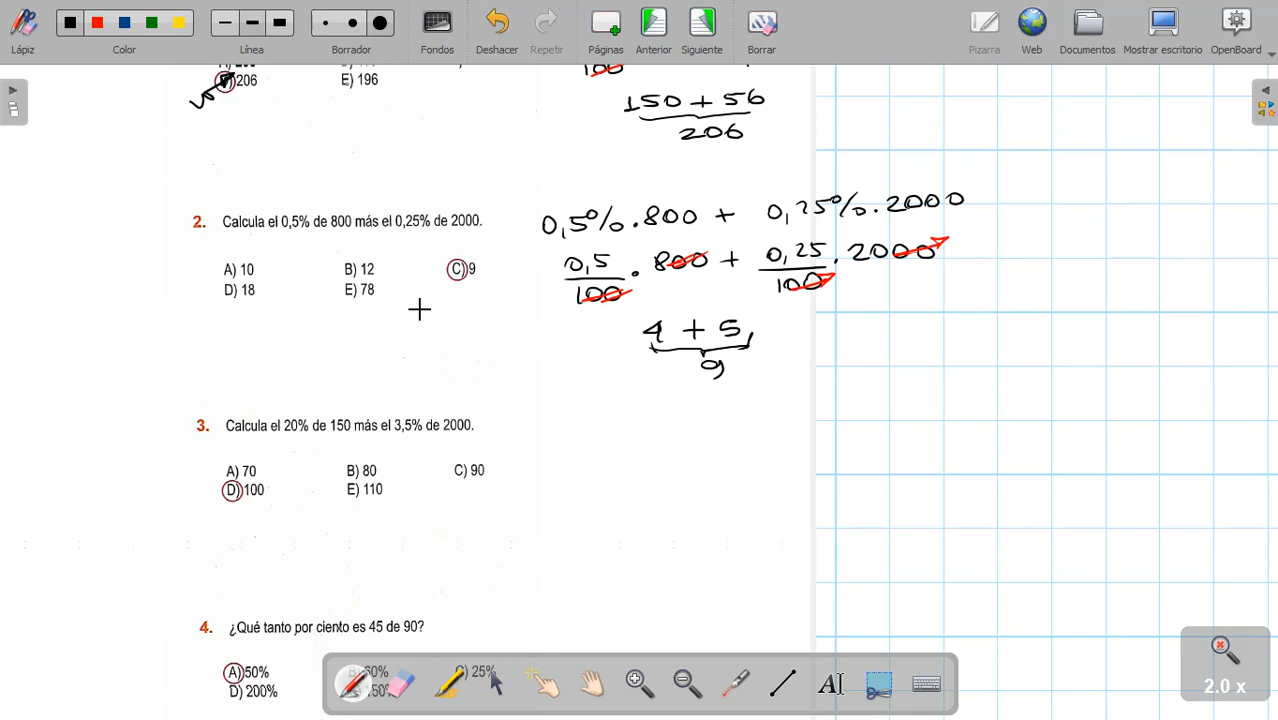 Lápiz Color Línea Borrador Fondos Deshacer Repetir Páginas Anterior Siguiente Borrar Pizarra Web Documentos Mostrar escritorio OpenBoard
206 E) 196
100
150 + 56
206
2. Calcula el 0,5% de 800 más el 0,25% de 2000.
A) 10 B) 12 C) 9
D) 18 E) 78
0,5%.800 + 0,25%.2000
0,5/100 . 800 + 0,25/100 . 2000
4 + 5
9
3. Calcula el 20% de 150 más el 3,5% de 2000.
A) 70 B) 80 C) 90
D) 100 E) 110
4. ¿Qué tanto por ciento es 45 de 90?
A) 50% B) 60% C) 25%
D) 200%
2.0 x